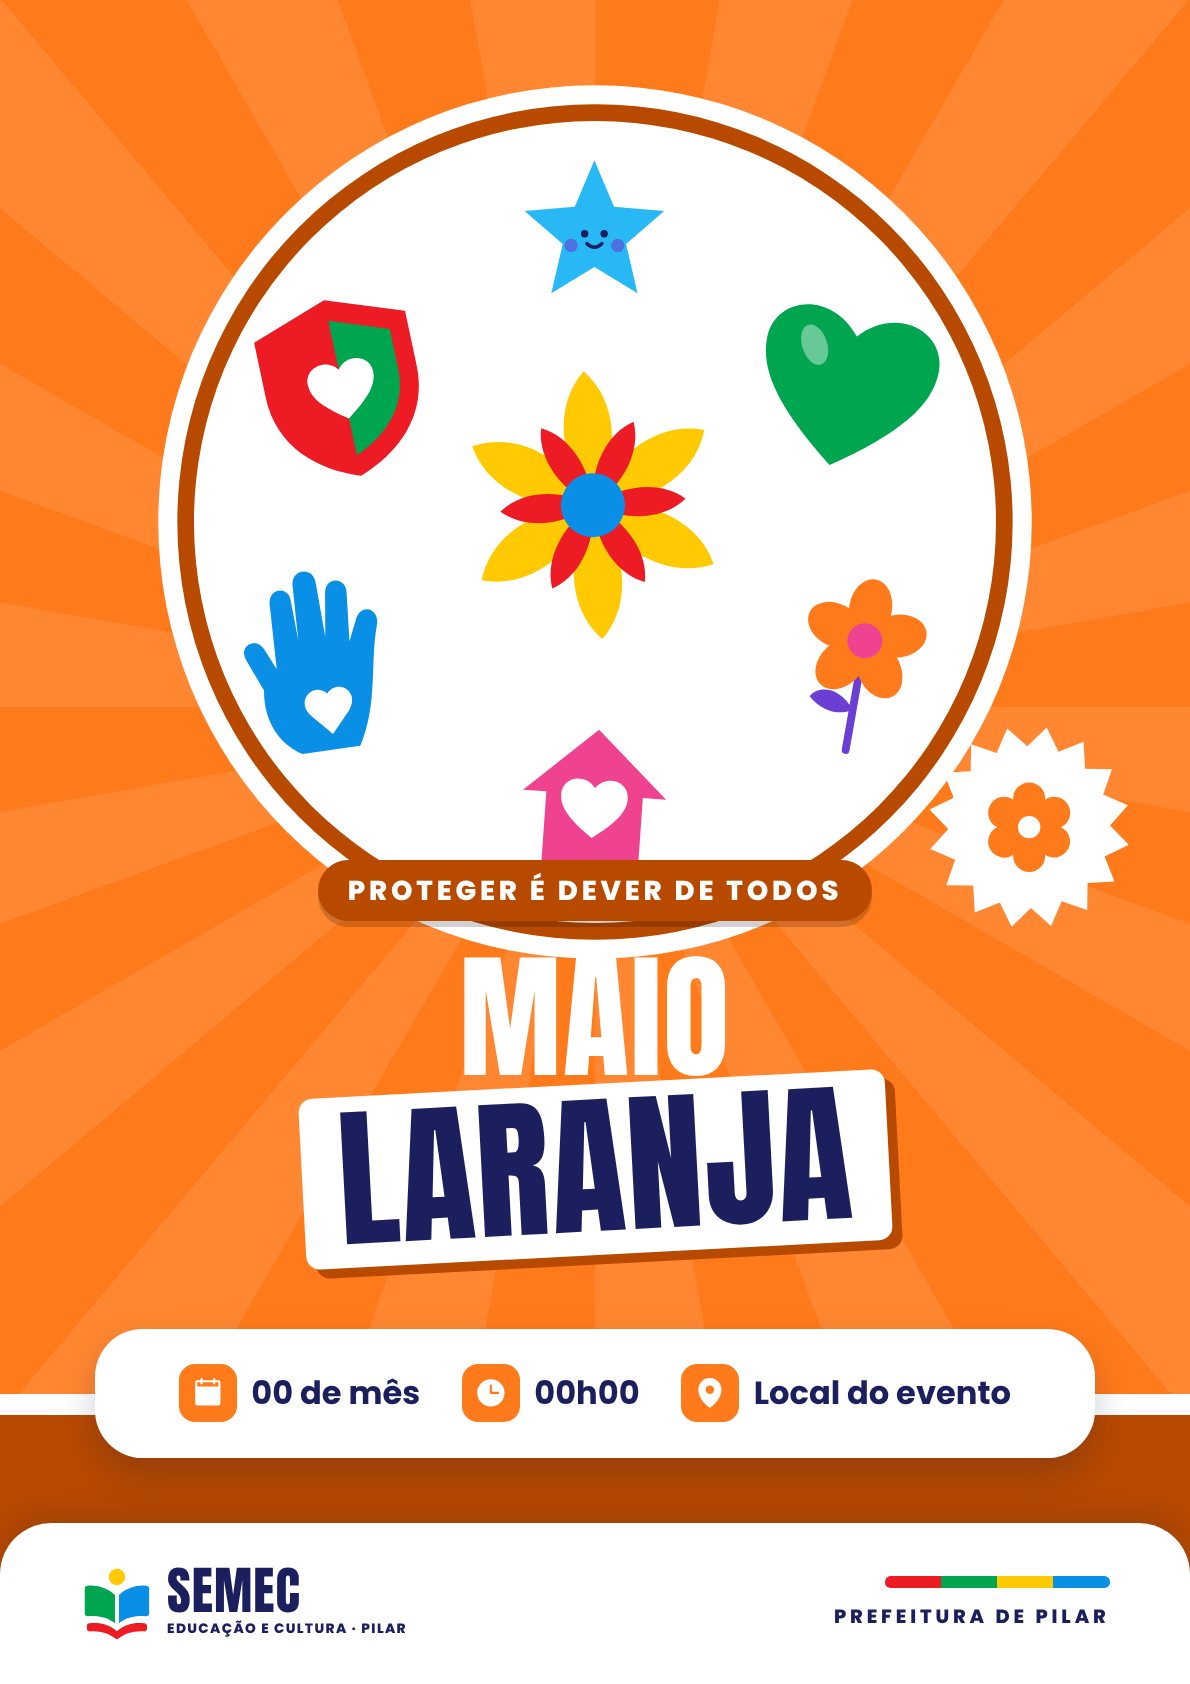 PROTEGER É DEVER DE TODOS
MAIO
LARANJA
00 de mês
00h00
Local do evento
SEMEC
EDUCAÇÃO E CULTURA · PILAR
PREFEITURA DE PILAR